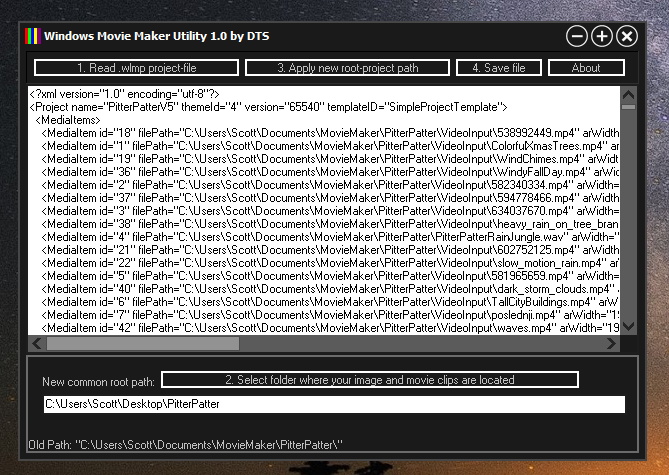 Windows Movie Maker Utility 1.0 by DTS
1. Read .wlmp project-file
3. Apply new root-project path
4. Save file
About
<?xml version="1.0" encoding="utf-8"?>
<Project name="PitterPatterV5" themeId="4" version="65540" templateID="SimpleProjectTemplate">
<MediaItems>
<MediaItem id="18" filePath="C:\Users\Scott\Documents\MovieMaker\PitterPatter\VideoInput\538992449.mp4" arWidth=
<MediaItem id="1" filePath="C:\Users\Scott\Documents\MovieMaker\PitterPatter\VideoInput\ColorfulXmasTrees.mp4" ar
<MediaItem id="19" filePath="C:\Users\Scott\Documents\MovieMaker\PitterPatter\VideoInput\WindChimes.mp4" arWid
<MediaItem id="36" filePath="C:\Users\Scott\Documents\MovieMaker\PitterPatter\VideoInput\WindyFallDay.mp4" arWid
<MediaItem id="2" filePath="C:\Users\Scott\Documents\MovieMaker\PitterPatter\VideoInput\582340334.mp4" arWidth="
<MediaItem id="37" filePath="C:\Users\Scott\Documents\MovieMaker\PitterPatter\VideoInput\594778466.mp4" arWidth=
<MediaItem id="3" filePath="C:\Users\Scott\Documents\MovieMaker\PitterPatter\VideoInput\634037670.mp4" arWidth="
<MediaItem id="38" filePath="C:\Users\Scott\Documents\MovieMaker\PitterPatter\VideoInput\heavy_rain_on_tree_bran
<MediaItem id="4" filePath="C:\Users\Scott\Documents\MovieMaker\PitterPatter\PitterPatterRainJungle.wav" arWidth="
<MediaItem id="21" filePath="C:\Users\Scott\Documents\MovieMaker\PitterPatter\VideoInput\602752125.mp4" arWidth=
<MediaItem id="22" filePath="C:\Users\Scott\Documents\MovieMaker\PitterPatter\VideoInput\slow_motion_rain.mp4" ar
<MediaItem id="5" filePath="C:\Users\Scott\Documents\MovieMaker\PitterPatter\VideoInput\581965659.mp4" arWidth="
<MediaItem id="40" filePath="C:\Users\Scott\Documents\MovieMaker\PitterPatter\VideoInput\dark_storm_clouds.mp4"
<MediaItem id="6" filePath="C:\Users\Scott\Documents\MovieMaker\PitterPatter\VideoInput\TallCityBuildings.mp4" arWid
<MediaItem id="7" filePath="C:\Users\Scott\Documents\MovieMaker\PitterPatter\VideoInput\poslednji.mp4" arWidth="19
<MediaItem id="42" filePath="C:\Users\Scott\Documents\MovieMaker\PitterPatter\VideoInput\waves.mp4" arWidth="19
New common root path:
2. Select folder where your image and movie clips are located
C:\Users\Scott\Desktop\PitterPatter
Old Path: "C:\Users\Scott\Documents\MovieMaker\PitterPatter\"